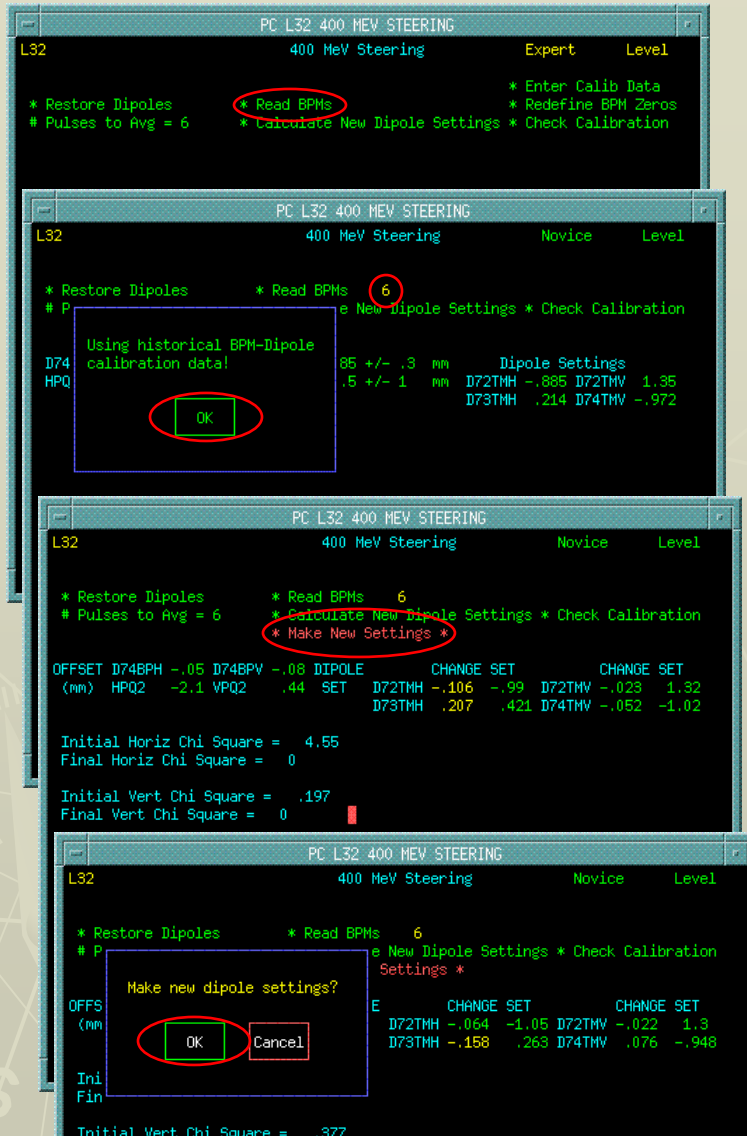 PC L32 400 MEV STEERING
L32 400 MeV Steering Expert Level
* Enter Calib Data
* Restore Dipoles * Read BPMs * Redefine BPM Zeros
# Pulses to Avg = 6 * Calculate New Dipole Settings * Check Calibration
PC L32 400 MEV STEERING
L32 400 MeV Steering Novice Level
* Restore Dipoles * Read BPMs 6
# P e New Dipole Settings * Check Calibration
Using historical BPM-Dipole
D74 calibration data! 85 +/- .3 mm Dipole Settings
HPQ .5 +/- 1 mm D72TMH -.885 D72TMV 1.35
D73TMH .214 D74TMV -.972
OK
PC L32 400 MEV STEERING
L32 400 MeV Steering Novice Level
* Restore Dipoles * Read BPMs 6
# Pulses to Avg = 6 * Calculate New Dipole Settings * Check Calibration
* Make New Settings *
OFFSET D74BPH -.05 D74BPV -.08 DIPOLE CHANGE SET CHANGE SET
(mm) HPQ2 -2.1 VPQ2 .44 SET D72TMH -.106 -.99 D72TMV -.023 1.32
D73TMH .207 .421 D74TMV -.052 -1.02
Initial Horiz Chi Square = 4.55
Final Horiz Chi Square = 0
Initial Vert Chi Square = .197
Final Vert Chi Square = 0
PC L32 400 MEV STEERING
L32 400 MeV Steering Novice Level
* Restore Dipoles * Read BPMs 6
# P e New Dipole Settings * Check Calibration
Settings *
Make new dipole settings?
OFFS E CHANGE SET CHANGE SET
(mm D72TMH -.064 -1.05 D72TMV -.022 1.3
OK Cancel D73TMH -.158 .263 D74TMV .076 -.948
Ini
Fin
Initial Vert Chi Square = .377